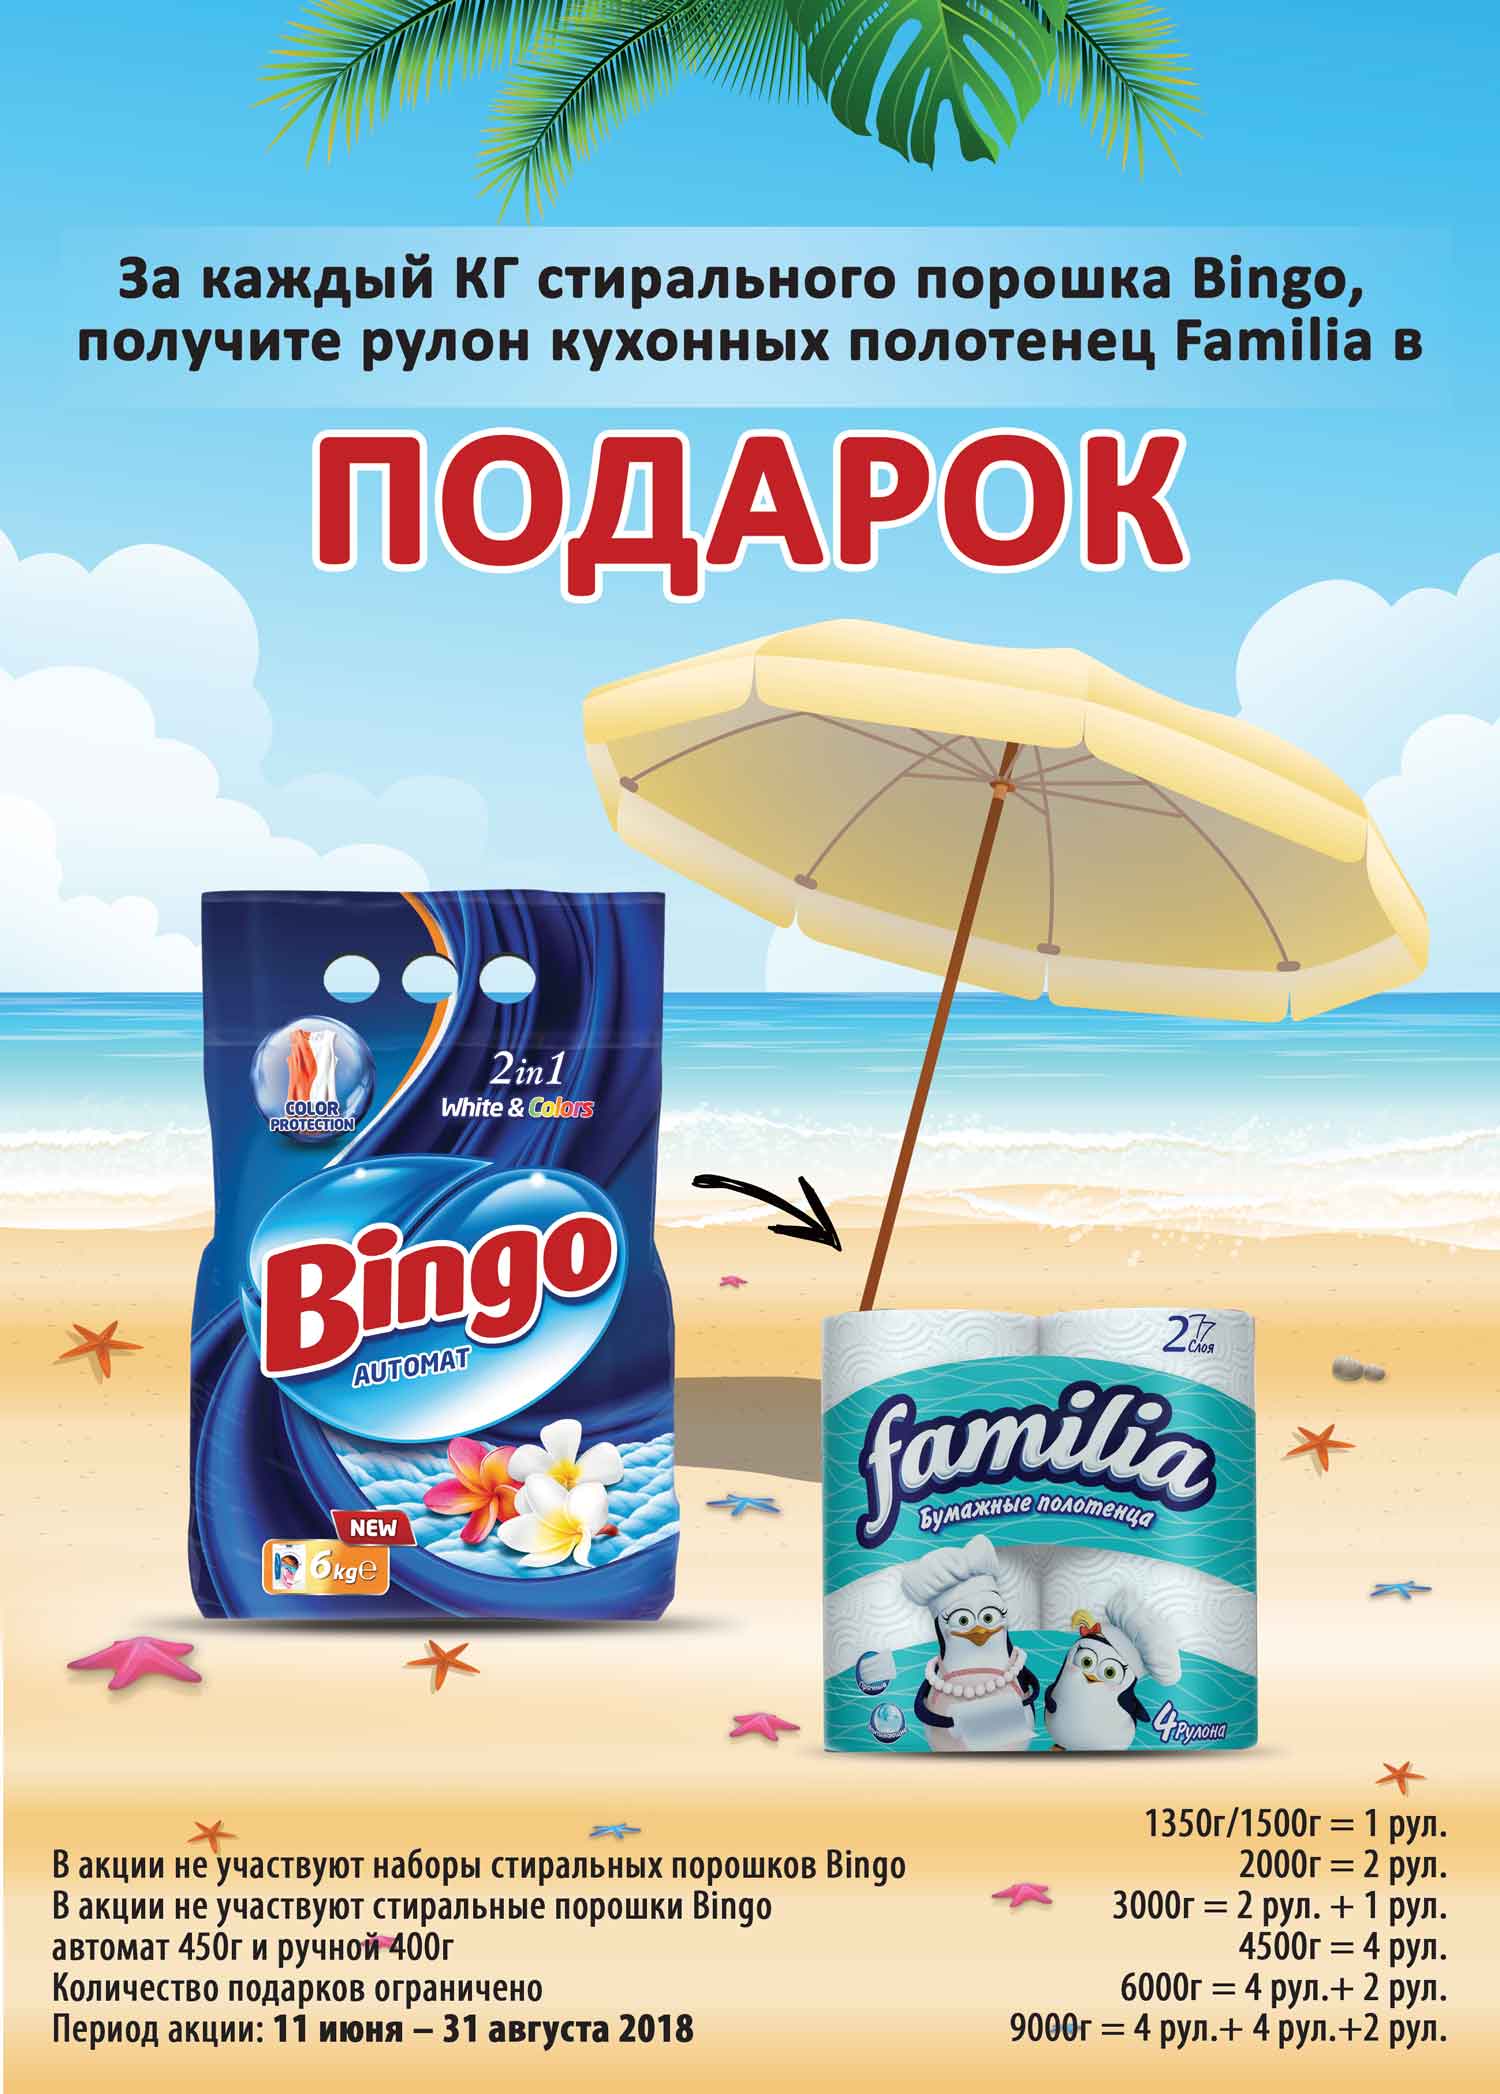 За каждый КГ стирального порошка Bingo,
получите рулон кухонных полотенец Familia в
ПОДАРОК
COLOR
PROTECTION
2in1
White & Colors
Bingo
AUTOMAT
NEW
6kg℮
2 Слоя
familia
Бумажные полотенца
4 Рулона
В акции не участвуют наборы стиральных порошков Bingo
В акции не участвуют стиральные порошки Bingo
автомат 450г и ручной 400г
Количество подарков ограничено
Период акции: 11 июня – 31 августа 2018
1350г/1500г = 1 рул.
2000г = 2 рул.
3000г = 2 рул. + 1 рул.
4500г = 4 рул.
6000г = 4 рул.+ 2 рул.
9000г = 4 рул.+ 4 рул.+2 рул.